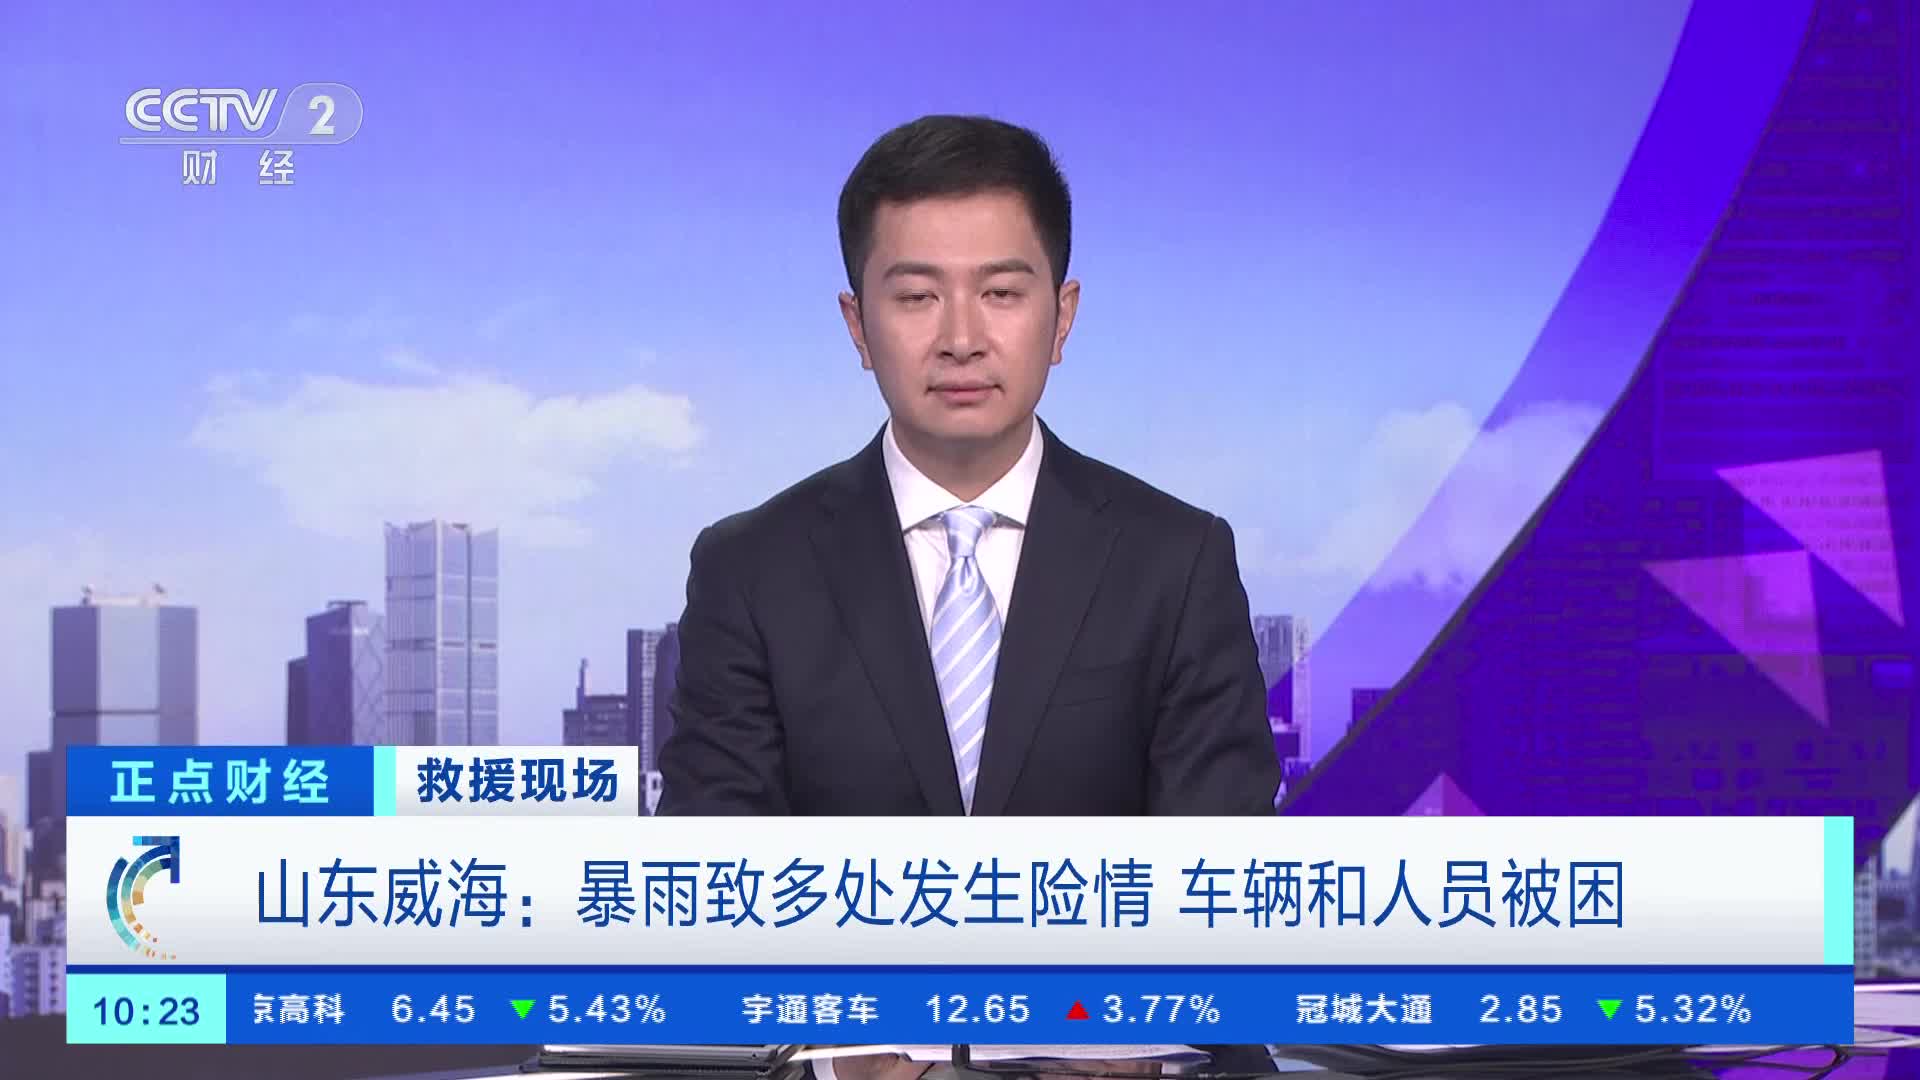 CCTV 2
财 经
正点财经 救援现场
山东威海：暴雨致多处发生险情 车辆和人员被困
10:23 京高科 6.45 ▼ 5.43% 宇通客车 12.65 ▲ 3.77% 冠城大通 2.85 ▼ 5.32%